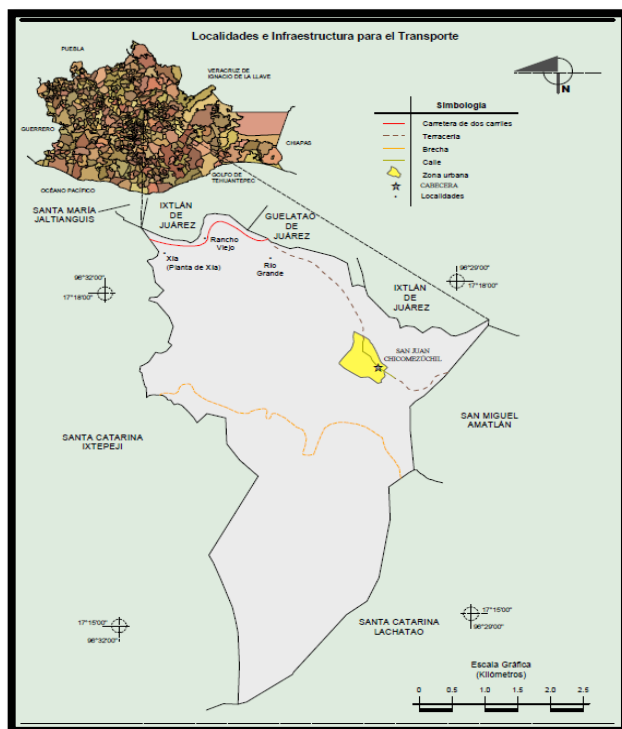 Localidades e Infraestructura para el Transporte
PUEBLA
VERACRUZ DE
IGNACIO DE LA LLAVE
GUERRERO
CHIAPAS
GOLFO DE
TEHUANTEPEC
OCÉANO PACÍFICO
N
Simbología
Carretera de dos carriles
Terracería
Brecha
Calle
Zona urbana
CABECERA
Localidades
SANTA MARÍA
JALTIANGUIS
IXTLÁN
DE
JUÁREZ
GUELATAO
DE
JUÁREZ
Rancho
Viejo
Xía
(Planta de Xía)
Río
Grande
96°32'00"
17°18'00"
96°29'00"
17°18'00"
IXTLÁN
DE
JUÁREZ
SAN JUAN
CHICOMEZÚCHIL
SAN MIGUEL
AMATLÁN
SANTA CATARINA
IXTEPEJI
17°15'00"
96°32'00"
17°15'00"
96°29'00"
SANTA CATARINA
LACHATAO
Escala Gráfica
(Kilómetros)
0 0.5 1.0 1.5 2.0 2.5